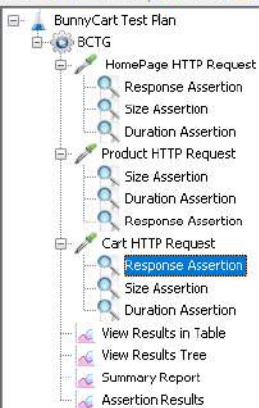 BunnyCart Test Plan
BCTG
HomePage HTTP Request
Response Assertion
Size Assertion
Duration Assertion
Product HTTP Request
Size Assertion
Duration Assertion
Response Assertion
Cart HTTP Request
Response Assertion
Size Assertion
Duration Assertion
View Results in Table
View Results Tree
Summary Report
Assertion Results